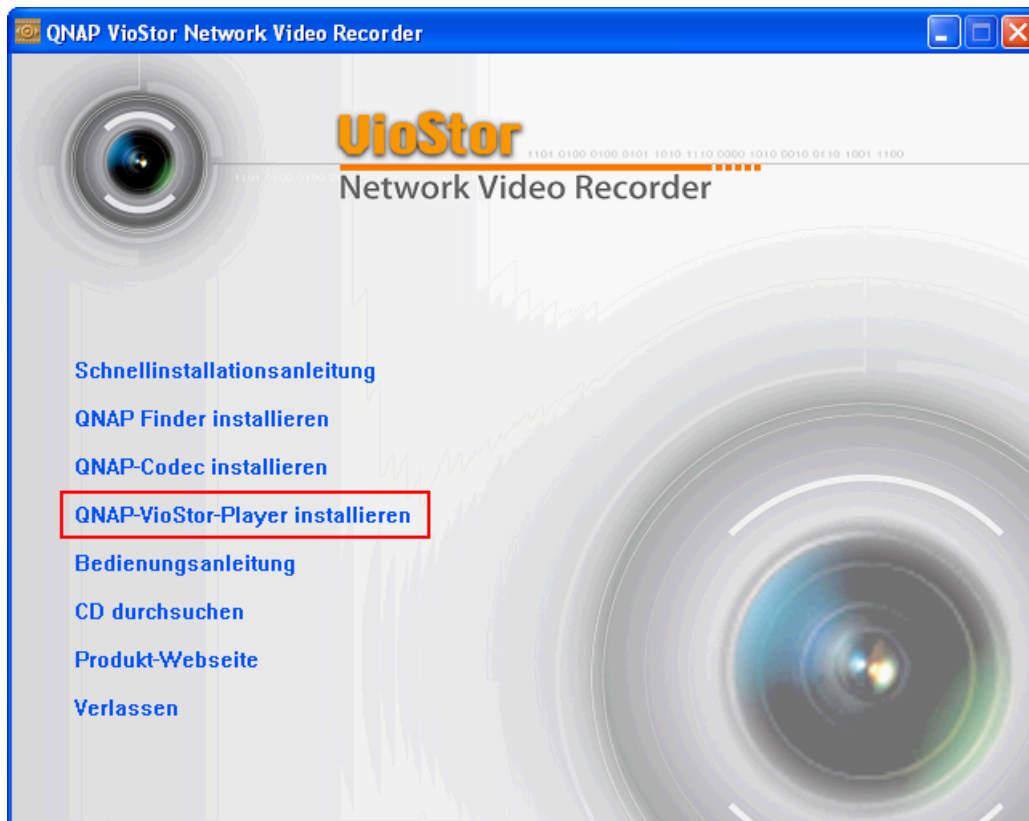 QNAP VioStor Network Video Recorder
VioStor
1101 0100 0100 0101 1010 1110 0000 1010 0010 0110 1001 1100
Network Video Recorder
Schnellinstallationsanleitung
QNAP Finder installieren
QNAP-Codec installieren
QNAP-VioStor-Player installieren
Bedienungsanleitung
CD durchsuchen
Produkt-Webseite
Verlassen